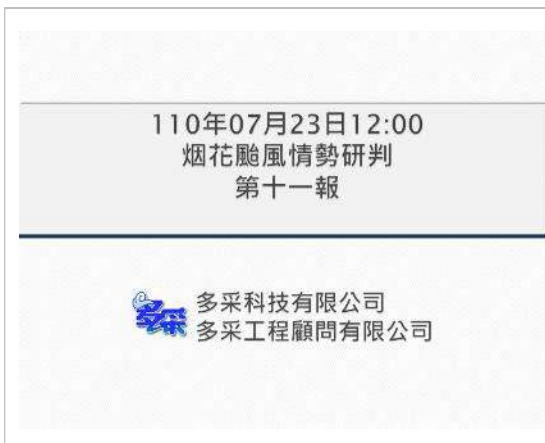 110年07月23日12:00
烟花颱風情勢研判
第十一報
多采
多采科技有限公司
多采工程顧問有限公司